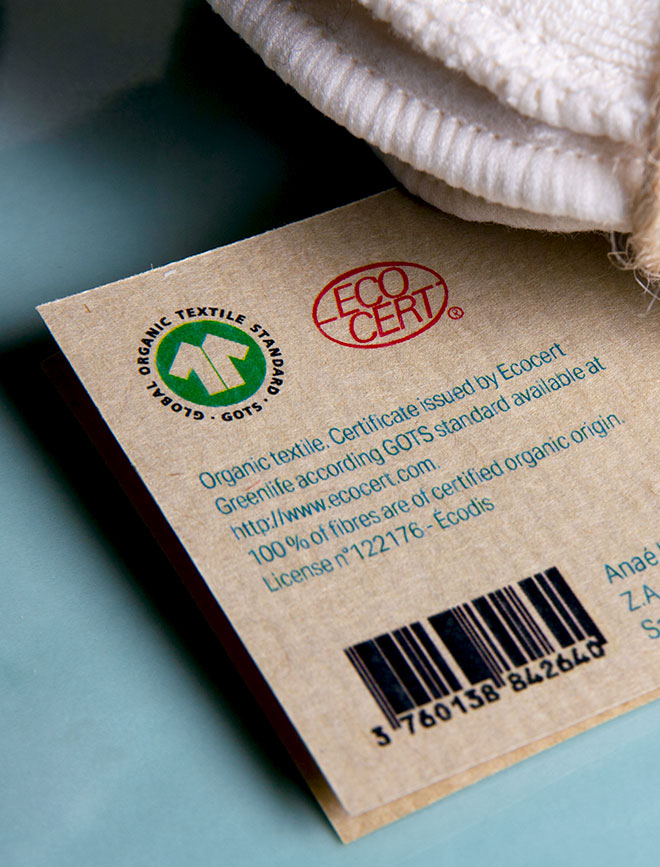 GLOBAL ORGANIC TEXTILE STANDARD · GOTS ·
ECO
CERT®
Organic textile. Certificate issued by Ecocert
Greenlife according GOTS standard available at
http://www.ecocert.com.
100 % of fibres are of certified organic origin.
License n°122176 - Écodis
Anaé
Z.A.
3 760138 842640